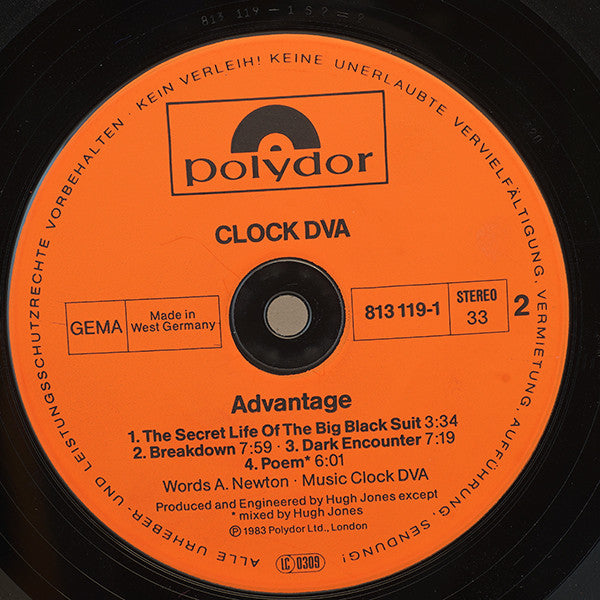 813 119 - 1 S
ALLE URHEBER- UND LEISTUNGSSCHUTZRECHTE VORBEHALTEN · KEIN VERLEIH! KEINE UNERLAUBTE VERVIELFÄLTIGUNG, VERMIETUNG, AUFFÜHRUNG, SENDUNG!
polydor
CLOCK DVA
GEMA
Made in
West Germany
813 119-1
STEREO
33
2
Advantage
1. The Secret Life Of The Big Black Suit 3:34
2. Breakdown 7:59 · 3. Dark Encounter 7:19
4. Poem* 6:01
Words A. Newton · Music Clock DVA
Produced and Engineered by Hugh Jones except
* mixed by Hugh Jones
℗ 1983 Polydor Ltd., London
LC 0309